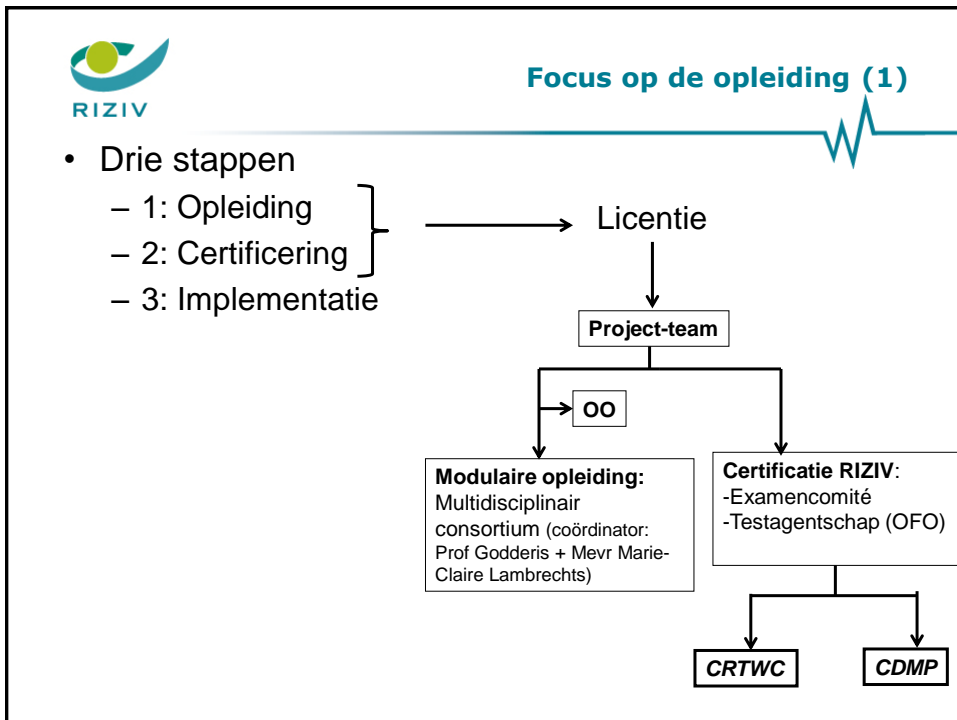 RIZIV
Focus op de opleiding (1)
• Drie stappen
– 1: Opleiding
– 2: Certificering
– 3: Implementatie
Licentie
Project-team
OO
Modulaire opleiding:
Multidisciplinair
consortium (coördinator:
Prof Godderis + Mevr Marie-
Claire Lambrechts)
Certificatie RIZIV:
-Examencomité
-Testagentschap (OFO)
CRTWC
CDMP